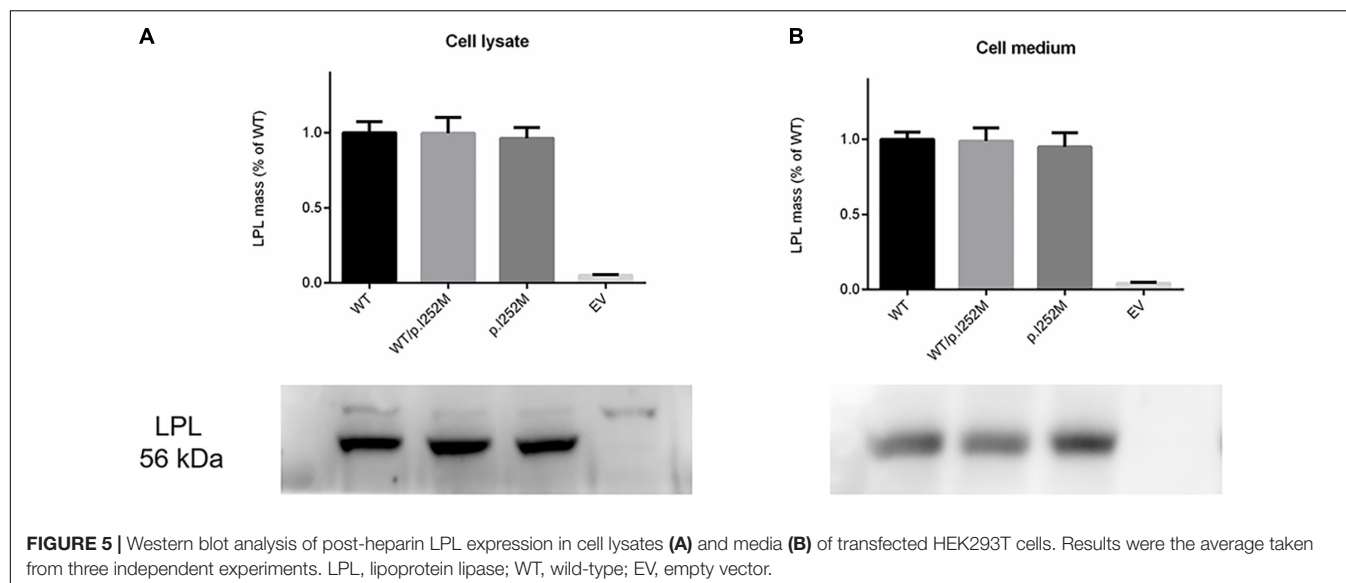 A
Cell lysate
LPL mass (% of WT)
1.0
0.5
0.0
WT
WT/p.I252M
p.I252M
EV
B
Cell medium
LPL mass (% of WT)
1.0
0.5
0.0
WT
WT/p.I252M
p.I252M
EV
LPL
56 kDa
FIGURE 5 | Western blot analysis of post-heparin LPL expression in cell lysates (A) and media (B) of transfected HEK293T cells. Results were the average taken
from three independent experiments. LPL, lipoprotein lipase; WT, wild-type; EV, empty vector.